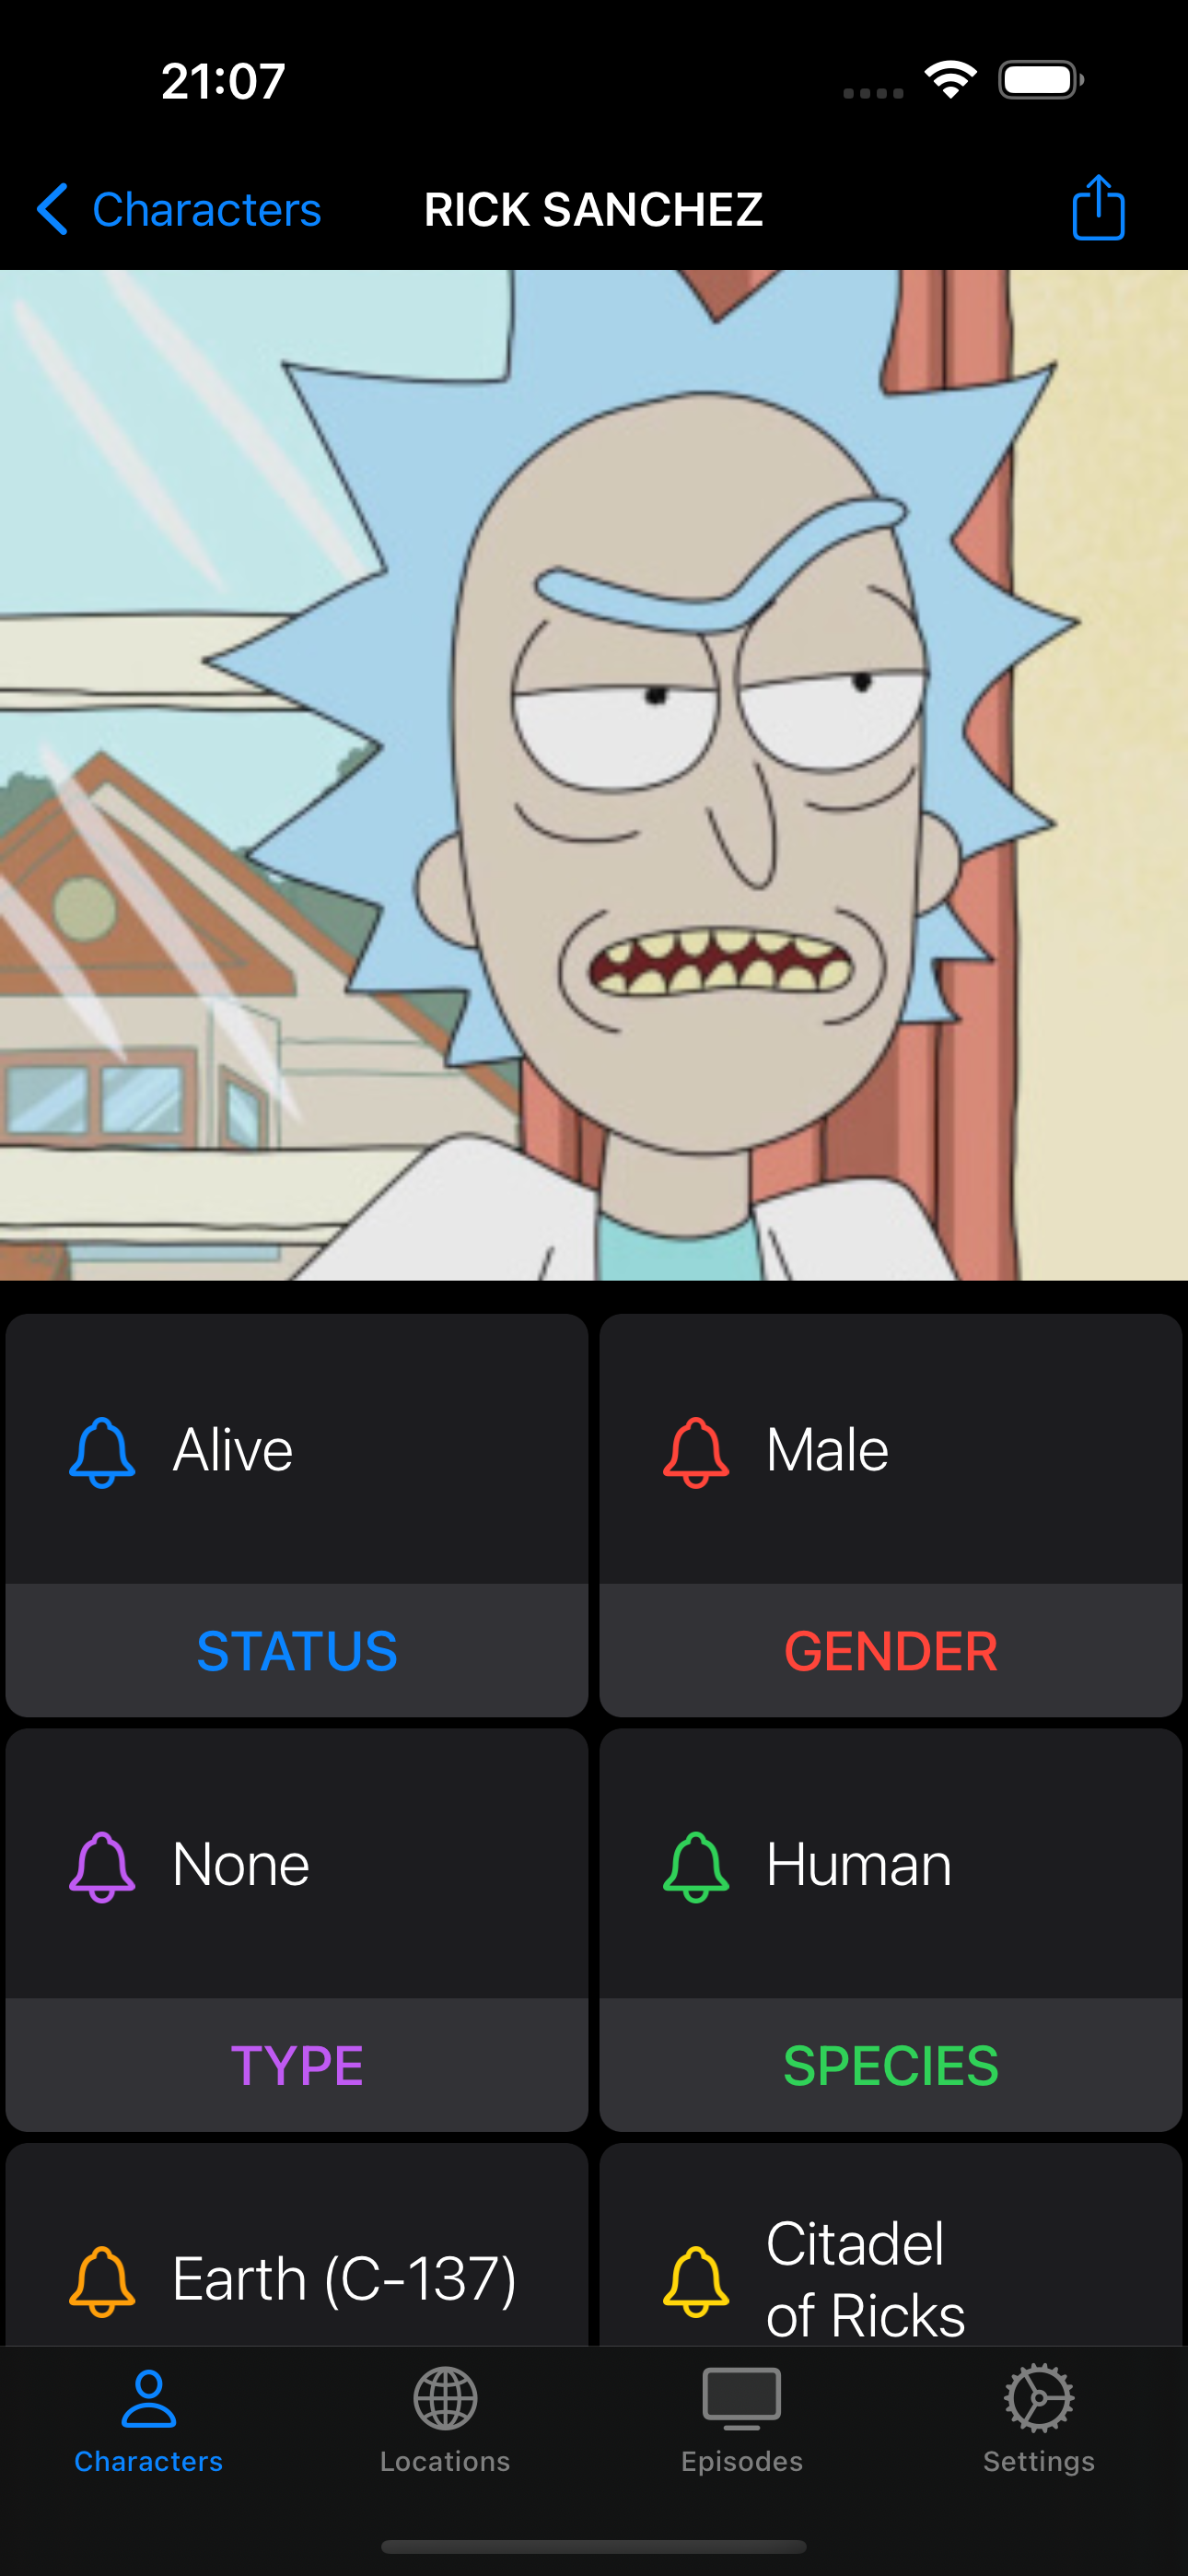 21:07
Characters
RICK SANCHEZ
Alive
Male
STATUS
GENDER
None
Human
TYPE
SPECIES
Earth (C-137)
Citadel
of Ricks
Characters
Locations
Episodes
Settings